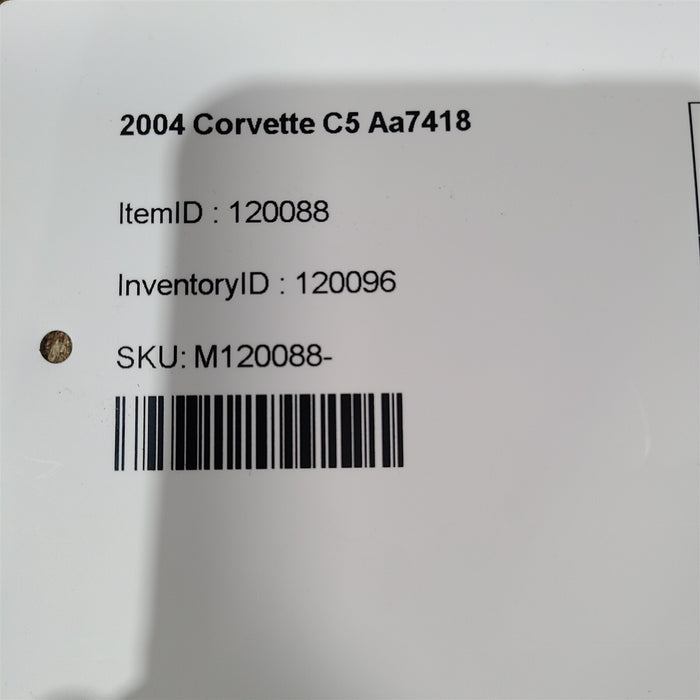 2004 Corvette C5 Aa7418
ItemID : 120088
InventoryID : 120096
SKU: M120088-